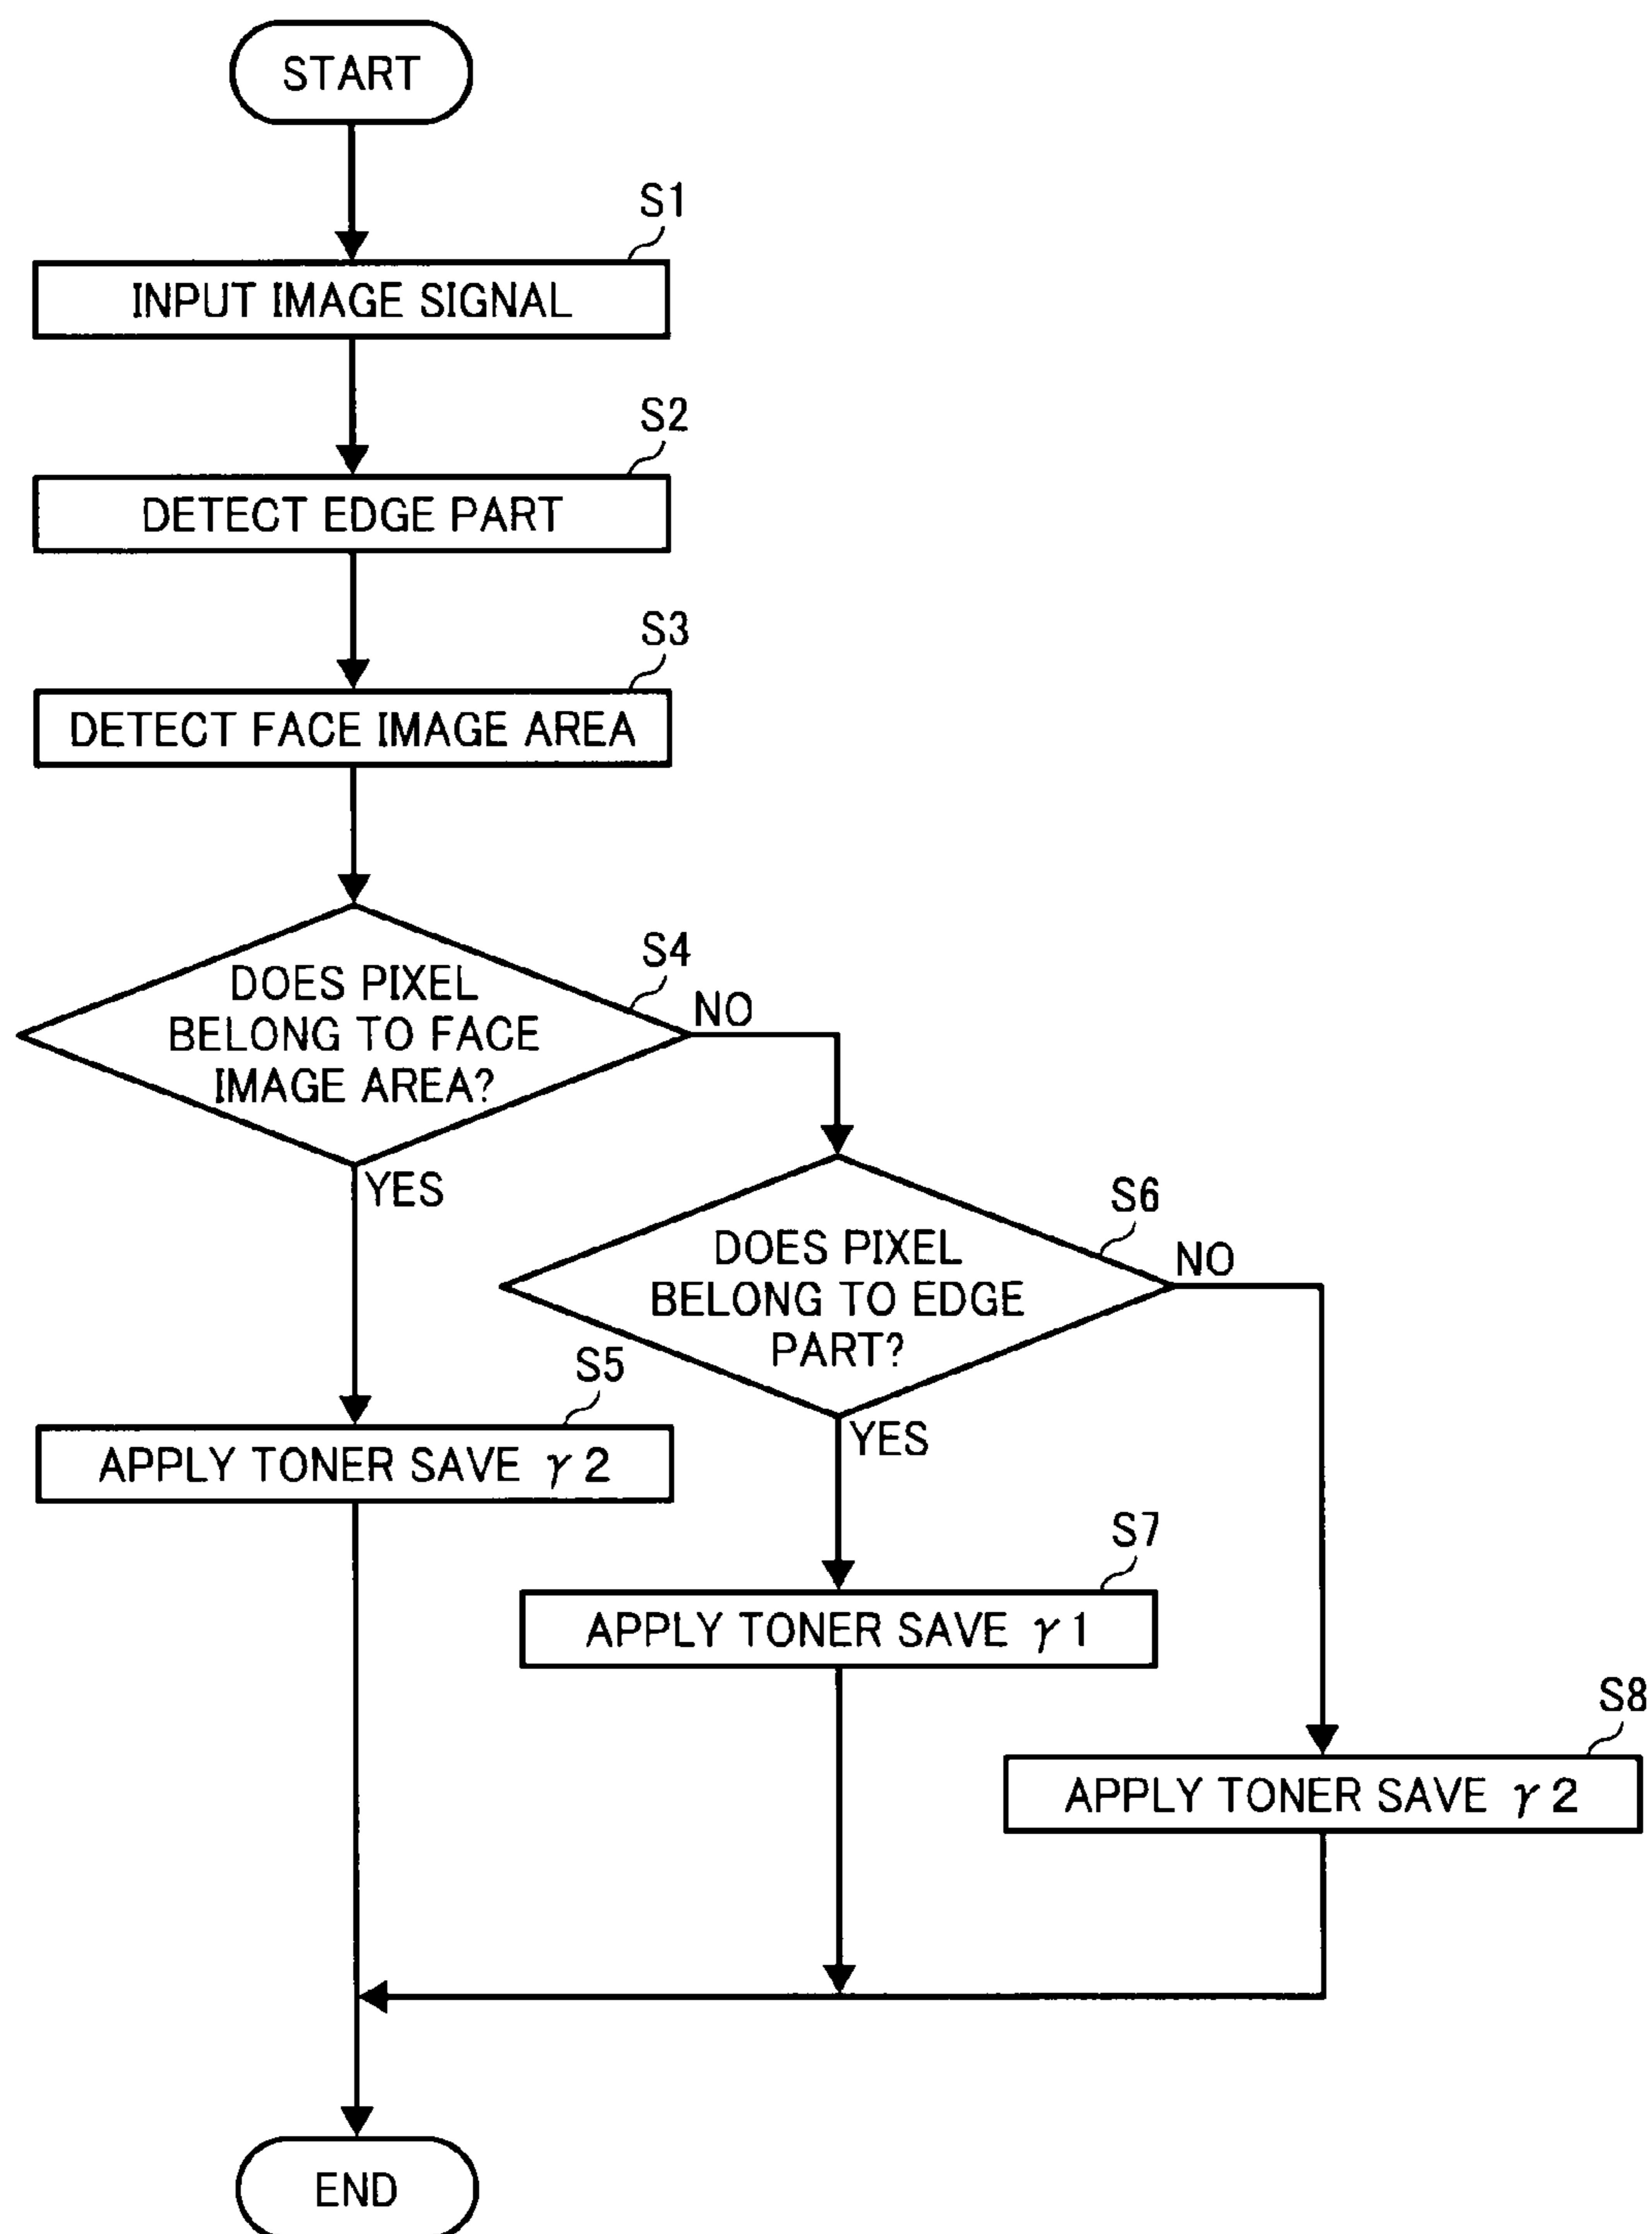 START
S1
INPUT IMAGE SIGNAL
S2
DETECT EDGE PART
S3
DETECT FACE IMAGE AREA
S4
DOES PIXEL
BELONG TO FACE
IMAGE AREA?
NO
YES
S6
DOES PIXEL
BELONG TO EDGE
PART?
NO
YES
S5
APPLY TONER SAVE γ2
S7
APPLY TONER SAVE γ1
S8
APPLY TONER SAVE γ2
END